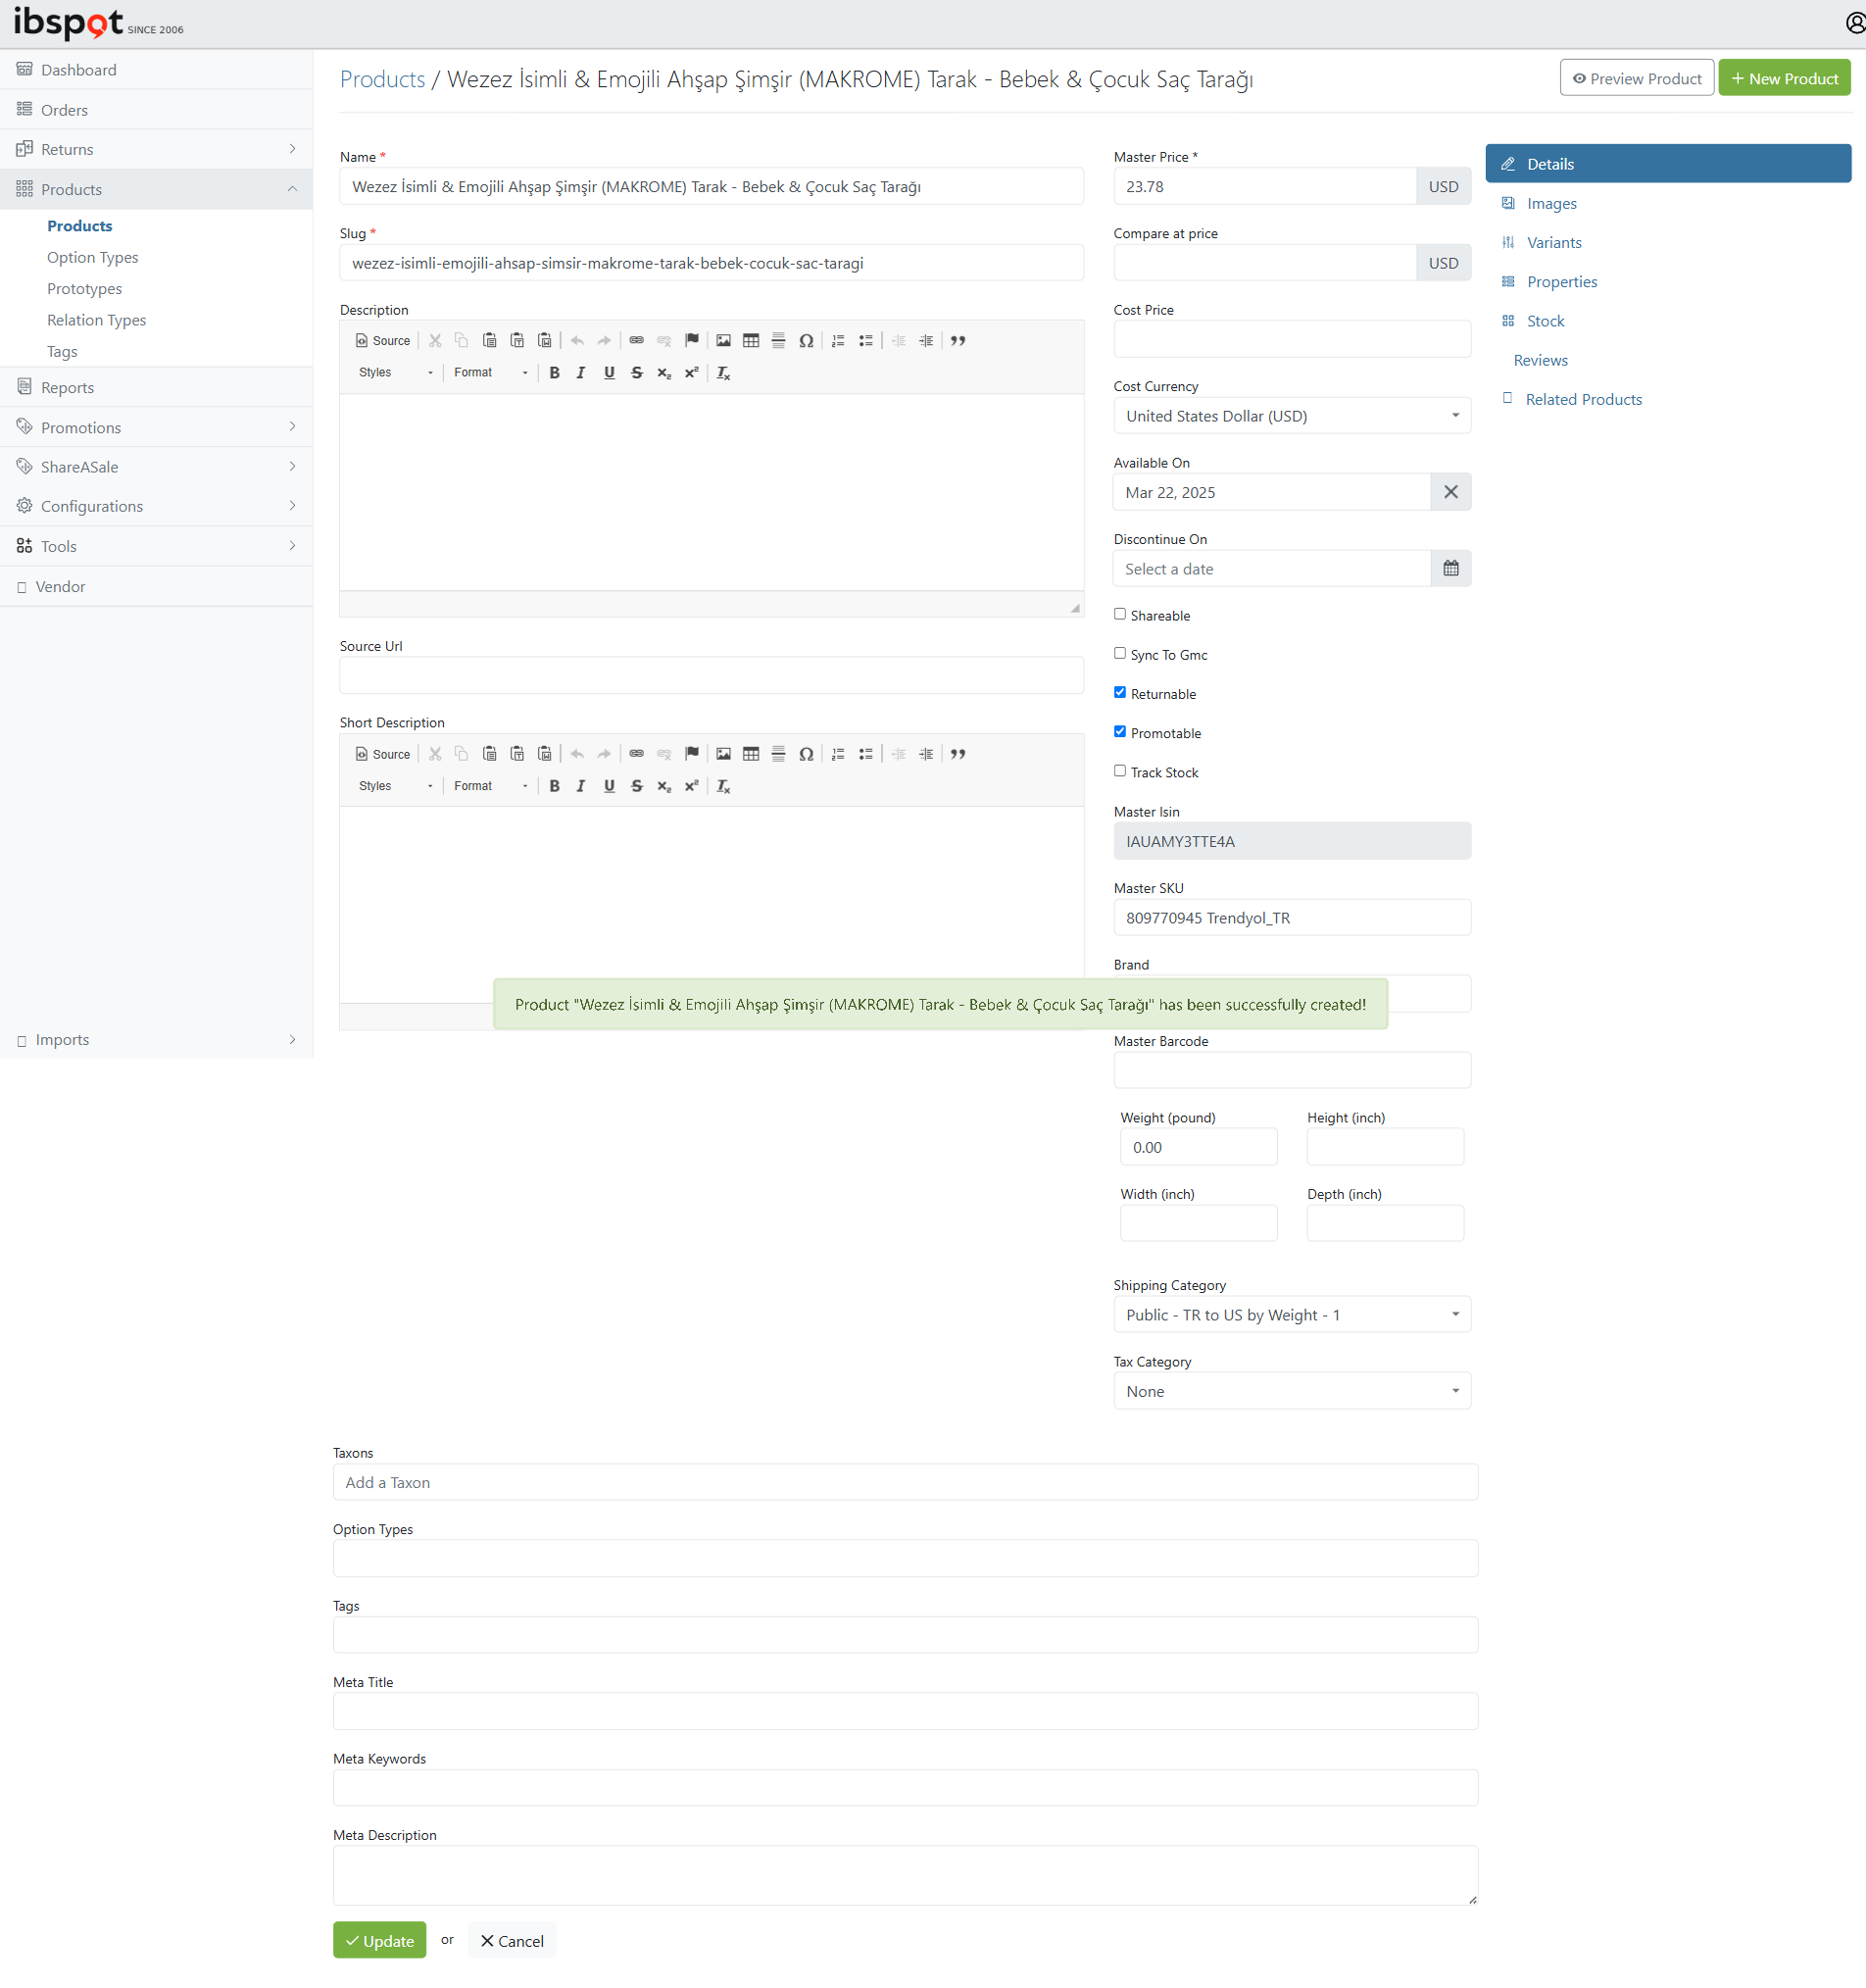 ibspot SINCE 2006
Dashboard
Orders
Returns
Products
Products
Option Types
Prototypes
Relation Types
Tags
Reports
Promotions
ShareASale
Configurations
Tools
Vendor
Imports
Products / Wezez İsimli & Emojili Ahşap Şimşir (MAKROME) Tarak - Bebek & Çocuk Saç Tarağı
Preview Product
New Product
Name *
Wezez İsimli & Emojili Ahşap Şimşir (MAKROME) Tarak - Bebek & Çocuk Saç Tarağı
Slug *
wezez-isimli-emojili-ahsap-simsir-makrome-tarak-bebek-cocuk-sac-taragi
Description
Source
Styles Format B I U S x₂ x² Tx
Source Url
Short Description
Source
Styles Format B I U S x₂ x² Tx
Master Price *
23.78 USD
Compare at price
USD
Cost Price
Cost Currency
United States Dollar (USD)
Available On
Mar 22, 2025
Discontinue On
Select a date
Shareable
Sync To Gmc
Returnable
Promotable
Track Stock
Master Isin
IAUAMY3TTE4A
Master SKU
809770945 Trendyol_TR
Brand
Product "Wezez İsimli & Emojili Ahşap Şimşir (MAKROME) Tarak - Bebek & Çocuk Saç Tarağı" has been successfully created!
Master Barcode
Weight (pound) Height (inch)
0.00
Width (inch) Depth (inch)
Shipping Category
Public - TR to US by Weight - 1
Tax Category
None
Details
Images
Variants
Properties
Stock
Reviews
Related Products
Taxons
Add a Taxon
Option Types
Tags
Meta Title
Meta Keywords
Meta Description
Update or Cancel